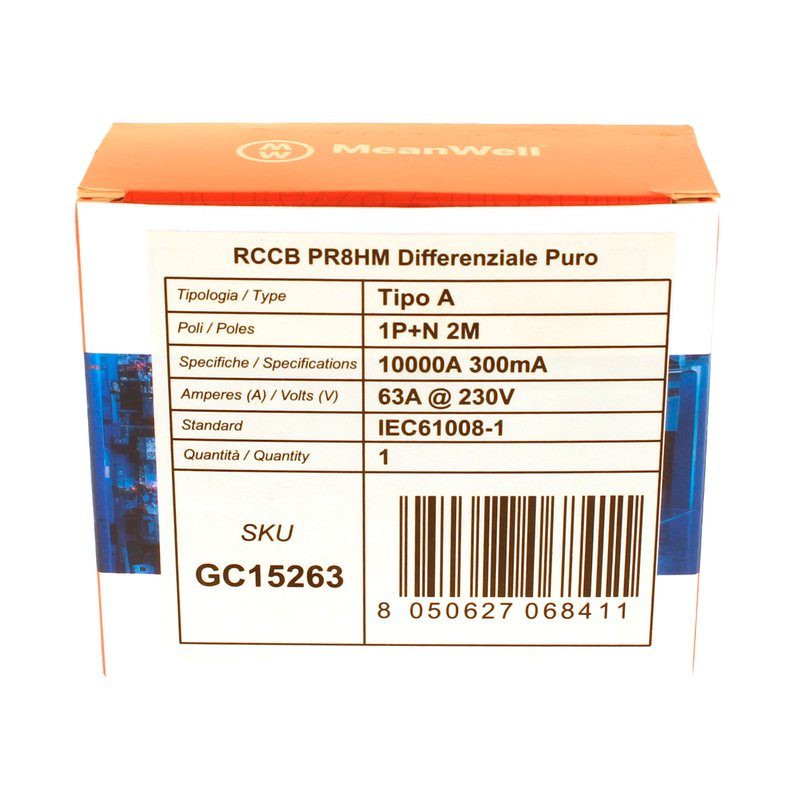 MW MeanWell
RCCB PR8HM Differenziale Puro
Tipologia / Type Tipo A
Poli / Poles 1P+N 2M
Specifiche / Specifications 10000A 300mA
Amperes (A) / Volts (V) 63A @ 230V
Standard IEC61008-1
Quantità / Quantity 1
SKU
GC15263
8 050627 068411